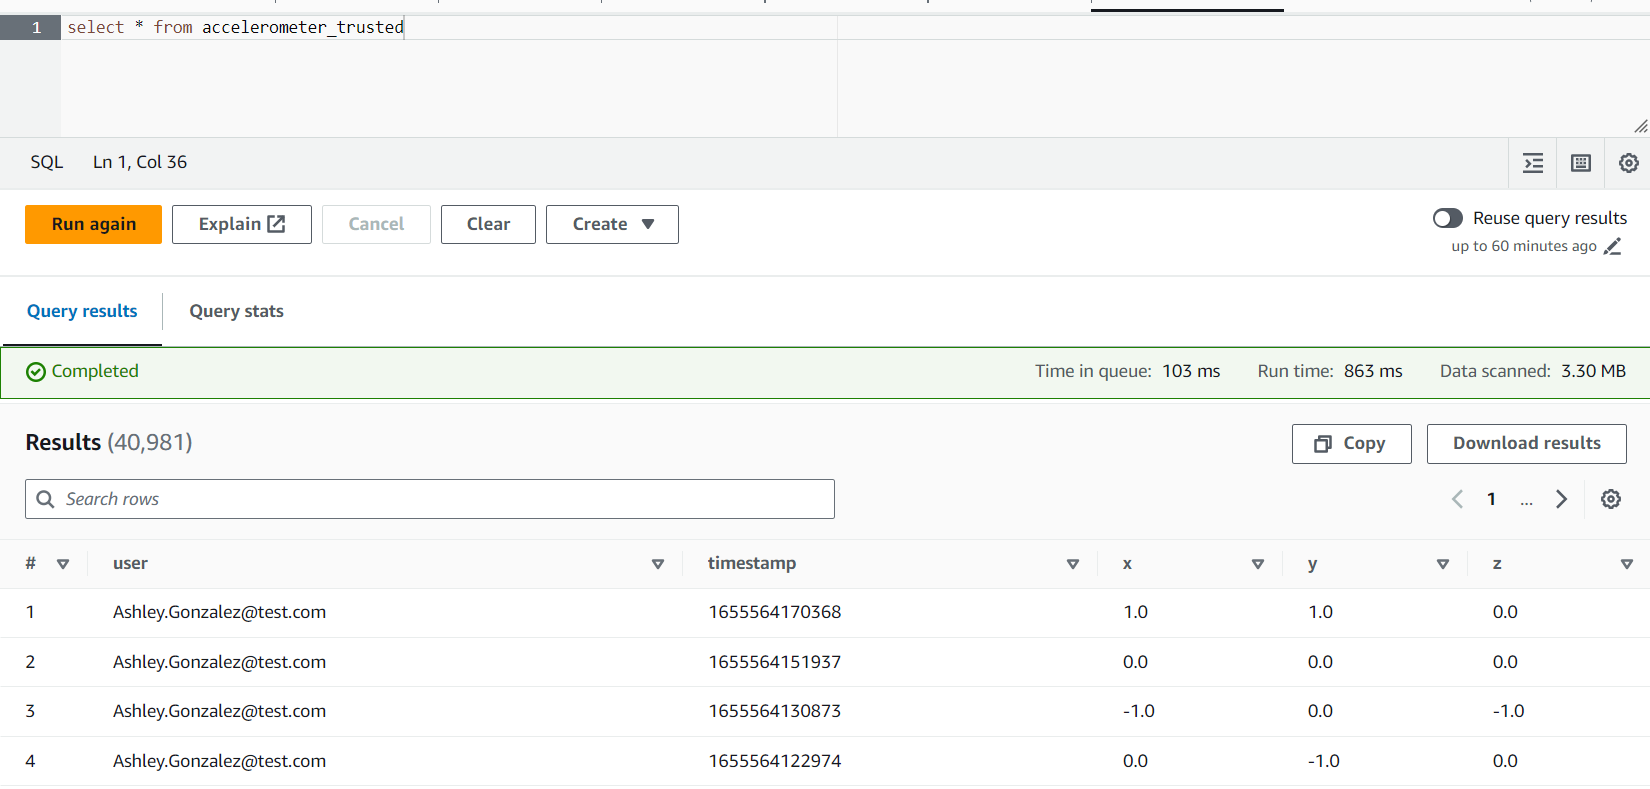 1 select * from accelerometer_trusted
SQL Ln 1, Col 36
Run again Explain Cancel Clear Create Reuse query results
up to 60 minutes ago
Query results Query stats
Completed Time in queue: 103 ms Run time: 863 ms Data scanned: 3.30 MB
Results (40,981) Copy Download results
Search rows 1 ...
# user timestamp x y z
1 Ashley.Gonzalez@test.com 1655564170368 1.0 1.0 0.0
2 Ashley.Gonzalez@test.com 1655564151937 0.0 0.0 0.0
3 Ashley.Gonzalez@test.com 1655564130873 -1.0 0.0 -1.0
4 Ashley.Gonzalez@test.com 1655564122974 0.0 -1.0 0.0